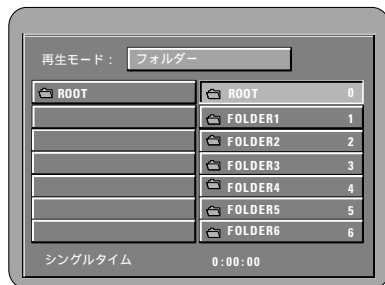 再生モード： フォルダー
ROOT ROOT 0
FOLDER1 1
FOLDER2 2
FOLDER3 3
FOLDER4 4
FOLDER5 5
FOLDER6 6
シングルタイム 0:00:00